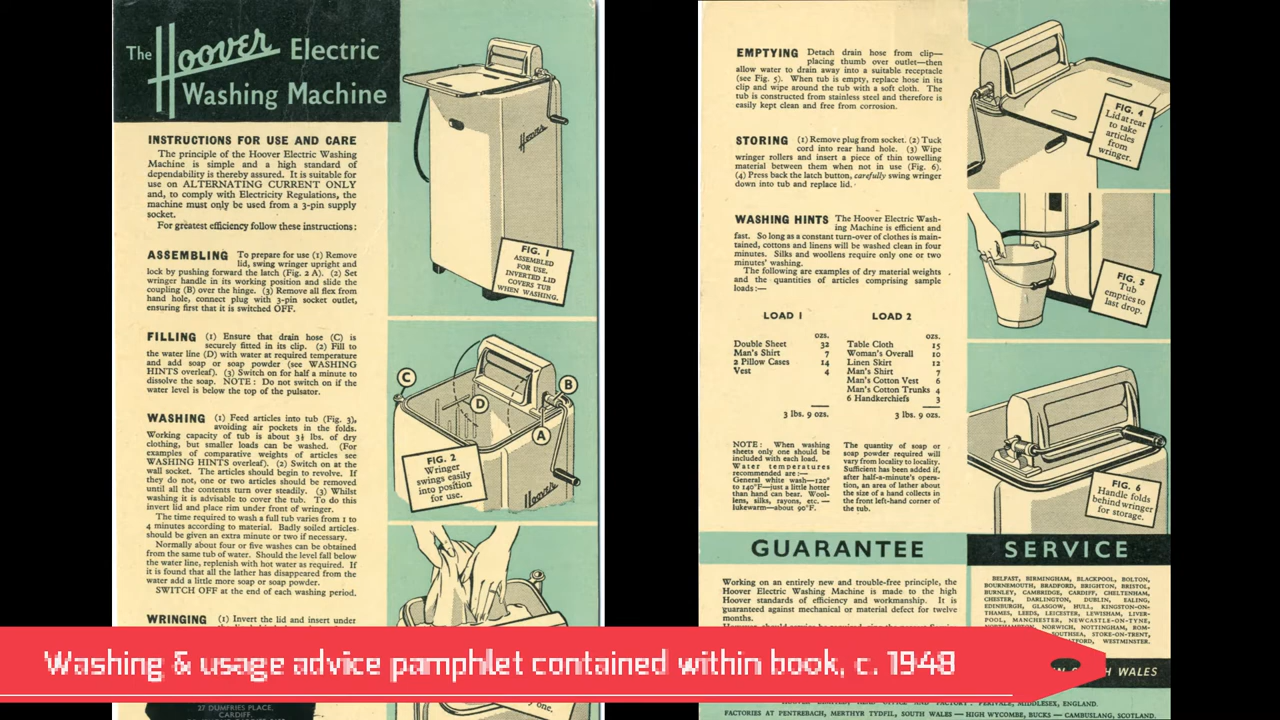 The Hoover Electric
Washing Machine
INSTRUCTIONS FOR USE AND CARE
The principle of the Hoover Electric Washing
Machine is simple and a high standard of
dependability is thereby assured. It is suitable for
use on ALTERNATING CURRENT ONLY
and, to comply with Electricity Regulations, the
machine must only be used from a 3-pin supply
socket.
For greatest efficiency follow these instructions:
ASSEMBLING To prepare for use (1) Remove
lid, swing wringer upright and
lock by pushing forward the latch (Fig. 2 A). (2) Set
wringer handle in its working position and slide the
coupling (B) over the hinge. (3) Remove all flex from
hand hole, connect plug with 3-pin socket outlet,
ensuring first that it is switched OFF.
FILLING (1) Ensure that drain hose (C) is
securely fitted in its clip. (2) Fill to
the water line (D) with water at required temperature
and add soap or soap powder (see WASHING
HINTS overleaf). (3) Switch on for half a minute to
dissolve the soap. NOTE: Do not switch on if the
water level is below the top of the pulsator.
WASHING (1) Feed articles into tub (Fig. 3),
avoiding air pockets in the folds.
Working capacity of tub is about 3½ lbs. of dry
clothing, but smaller loads can be washed. (For
examples of comparative weights of articles see
WASHING HINTS overleaf). (2) Switch on at the
wall socket. The articles should begin to revolve. If
they do not, one or two articles should be removed
until all the contents turn over steadily. (3) Whilst
washing it is advisable to cover the tub. To do this
invert lid and place rim under front of wringer.
The time required to wash a full tub varies from 1 to
4 minutes according to material. Badly soiled articles
should be given an extra minute or two if necessary.
Normally about four or five washes can be obtained
from the same tub of water. Should the level fall below
the water line, replenish with hot water as required. If
it is found that all the lather has disappeared from the
water add a little more soap or soap powder.
SWITCH OFF at the end of each washing period.
WRINGING (1) Invert the lid and insert under
27 DUMFRIES PLACE,
CARDIFF.
Hoover
FIG. 1
ASSEMBLED
FOR USE.
INVERTED LID
COVERS TUB
WHEN WASHING.
C
B
D
A
FIG. 2
Wringer
swings easily
into position
for use.
Hoover
y one.
EMPTYING Detach drain hose from clip—
placing thumb over outlet—then
allow water to drain away into a suitable receptacle
(see Fig. 5). When tub is empty, replace hose in its
clip and wipe around the tub with a soft cloth. The
tub is constructed from stainless steel and therefore is
easily kept clean and free from corrosion.
STORING (1) Remove plug from socket. (2) Tuck
cord into rear hand hole. (3) Wipe
wringer rollers and insert a piece of thin towelling
material between them when not in use (Fig. 6).
(4) Press back the latch button, carefully swing wringer
down into tub and replace lid.
WASHING HINTS The Hoover Electric Wash-
ing Machine is efficient and
fast. So long as a constant turn-over of clothes is main-
tained, cottons and linens will be washed clean in four
minutes. Silks and woollens require only one or two
minutes' washing.
The following are examples of dry material weights
and the quantities of articles comprising sample
loads:—
LOAD 1
ozs.
Double Sheet 32
Man's Shirt 7
2 Pillow Cases 14
Vest 4
3 lbs. 9 ozs.
LOAD 2
ozs.
Table Cloth 15
Woman's Overall 10
Linen Skirt 12
Man's Shirt 7
Man's Cotton Vest 6
Man's Cotton Trunks 4
6 Handkerchiefs 3
3 lbs. 9 ozs.
NOTE: When washing
sheets only one should be
included with each load.
Water temperatures
recommended are:—
General white wash—120°
to 140°F—just a little hotter
than hand can bear. Wool-
lens, silks, rayons, etc.—
lukewarm—about 90°F.
The quantity of soap or
soap powder required will
vary from locality to locality.
Sufficient has been added if,
after half-a-minute's opera-
tion, an area of lather about
the size of a hand collects in
the front left-hand corner of
the tub.
FIG. 4
Lid at rear
to take
articles
from
wringer.
FIG. 5
Tub
empties to
last drop.
FIG. 6
Handle folds
behind wringer
for storage.
GUARANTEE
Working on an entirely new and trouble-free principle, the
Hoover Electric Washing Machine is made to the high
Hoover standards of efficiency and workmanship. It is
guaranteed against mechanical or material defect for twelve
months.
SERVICE
BELFAST, BIRMINGHAM, BLACKPOOL, BOLTON,
BOURNEMOUTH, BRADFORD, BRIGHTON, BRISTOL,
BURNLEY, CAMBRIDGE, CARDIFF, CHELTENHAM,
CHESTER, DARLINGTON, DUBLIN, EALING,
EDINBURGH, GLASGOW, HULL, KINGSTON-ON-
THAMES, LEEDS, LEICESTER, LEWISHAM, LIVER-
POOL, MANCHESTER, NEWCASTLE-ON-TYNE,
NORTHAMPTON, NORWICH, NOTTINGHAM, ROM-
SOUTHSEA, STOKE-ON-TRENT,
WESTMINSTER.
H WALES
PERIVALE, MIDDLESEX, ENGLAND.
FACTORIES AT PENTREBACH, MERTHYR TYDFIL, SOUTH WALES — HIGH WYCOMBE, BUCKS — CAMBUSLANG, SCOTLAND.
Washing & usage advice pamphlet contained within book, c. 1948